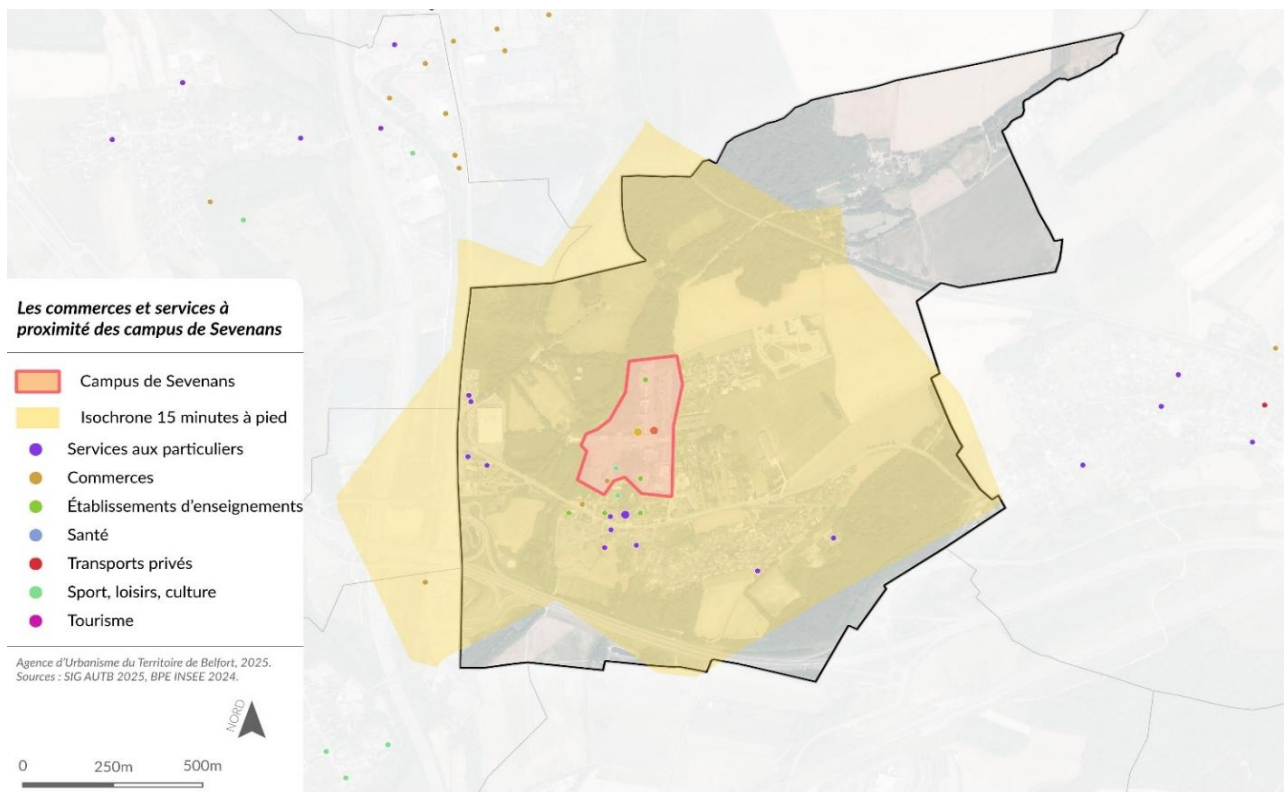 Les commerces et services à
proximité des campus de Sevenans
Campus de Sevenans
Isochrone 15 minutes à pied
Services aux particuliers
Commerces
Établissements d'enseignements
Santé
Transports privés
Sport, loisirs, culture
Tourisme
Agence d'Urbanisme du Territoire de Belfort, 2025.
Sources : SIG AUTB 2025, BPE INSEE 2024.
NORD
0 250m 500m